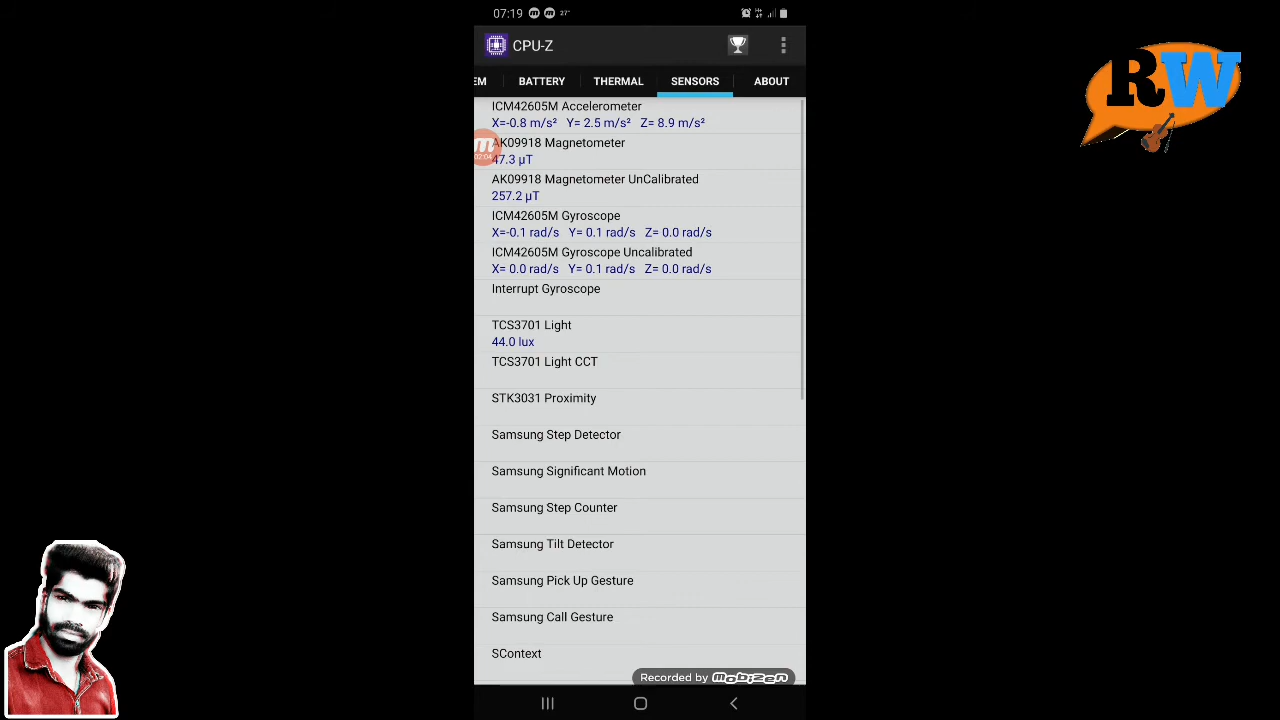 07:19 27°
CPU-Z
EM BATTERY THERMAL SENSORS ABOUT
RW
ICM42605M Accelerometer
X=-0.8 m/s² Y= 2.5 m/s² Z= 8.9 m/s²
AK09918 Magnetometer
47.3 μT
02:04
AK09918 Magnetometer UnCalibrated
257.2 μT
ICM42605M Gyroscope
X=-0.1 rad/s Y= 0.1 rad/s Z= 0.0 rad/s
ICM42605M Gyroscope Uncalibrated
X= 0.0 rad/s Y= 0.1 rad/s Z= 0.0 rad/s
Interrupt Gyroscope
TCS3701 Light
44.0 lux
TCS3701 Light CCT
STK3031 Proximity
Samsung Step Detector
Samsung Significant Motion
Samsung Step Counter
Samsung Tilt Detector
Samsung Pick Up Gesture
Samsung Call Gesture
SContext
Recorded by mobizen